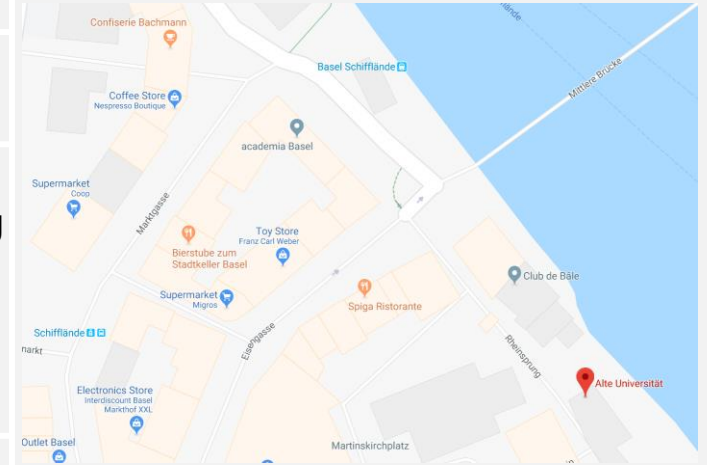 Confiserie Bachmann
Basel Schifflände
Mittlere Brücke
Coffee Store
Nespresso Boutique
academia Basel
Supermarket
Coop
Marktgasse
Toy Store
Franz Carl Weber
Bierstube zum
Stadtkeller Basel
Club de Bâle
Supermarket
Migros
Spiga Ristorante
Schifflände
Eisengasse
Rheinsprung
Alte Universität
Electronics Store
Interdiscount Basel
Markthof XXL
Outlet Basel
Martinskirchplatz